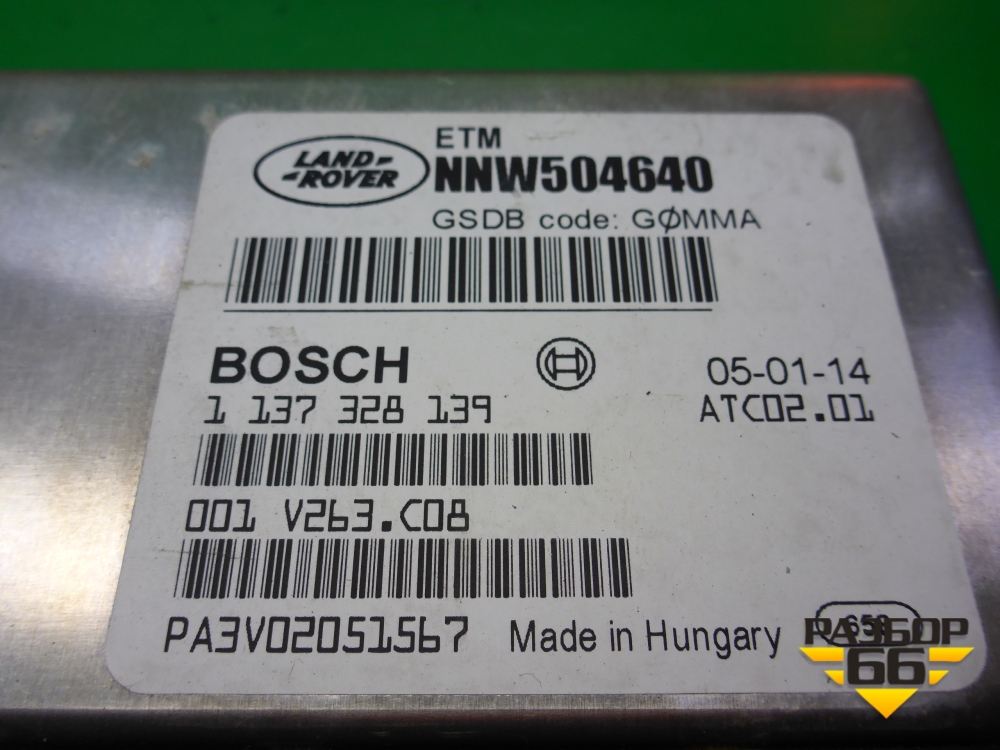 ETM
LAND-
-ROVER
NNW504640
GSDB code: GØMMA
BOSCH
05-01-14
1 137 328 139
ATC02.01
001 V263.C08
PA3V02051567
Made in Hungary
РАЗБОР
66